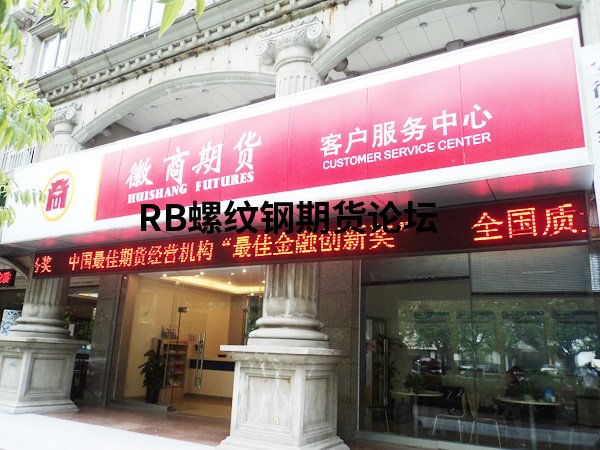 徽商期货
HUISHANG FUTURES
客户服务中心
CUSTOMER SERVICE CENTER
RB螺纹钢期货论坛
奖 中国最佳期货经营机构“最佳金融创新奖” 全国质